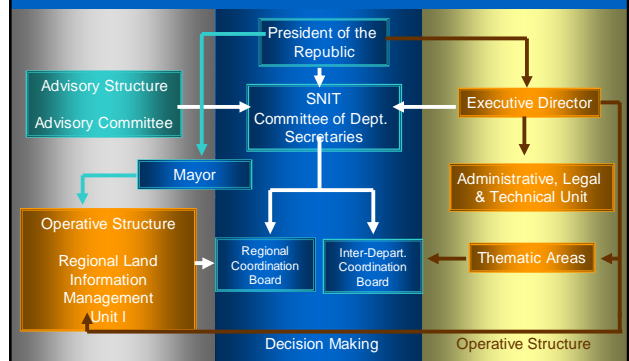 President of the
Republic
Advisory Structure
Advisory Committee
SNIT
Committee of Dept.
Secretaries
Executive Director
Mayor
Administrative, Legal
& Technical Unit
Operative Structure
Regional Land
Information
Management
Unit I
Regional
Coordination
Board
Inter-Depart.
Coordination
Board
Thematic Areas
Decision Making
Operative Structure